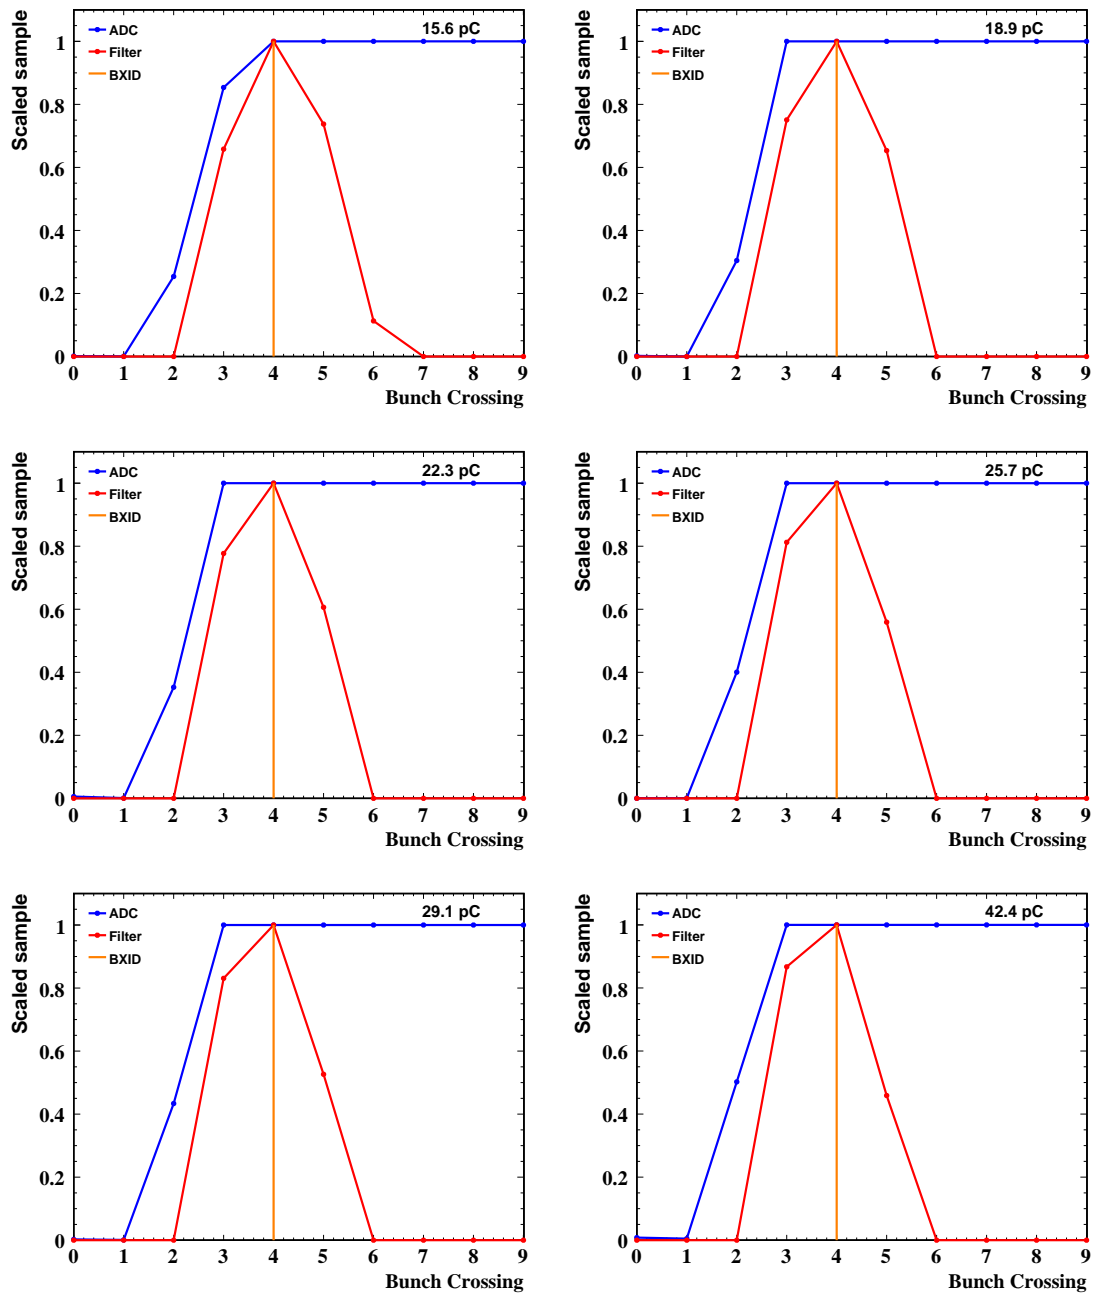 15.6 pC
ADC
Filter
BXID
Scaled sample
1
0.8
0.6
0.4
0.2
0
0 1 2 3 4 5 6 7 8 9
Bunch Crossing
18.9 pC
ADC
Filter
BXID
Scaled sample
1
0.8
0.6
0.4
0.2
0
0 1 2 3 4 5 6 7 8 9
Bunch Crossing
22.3 pC
ADC
Filter
BXID
Scaled sample
1
0.8
0.6
0.4
0.2
0
0 1 2 3 4 5 6 7 8 9
Bunch Crossing
25.7 pC
ADC
Filter
BXID
Scaled sample
1
0.8
0.6
0.4
0.2
0
0 1 2 3 4 5 6 7 8 9
Bunch Crossing
29.1 pC
ADC
Filter
BXID
Scaled sample
1
0.8
0.6
0.4
0.2
0
0 1 2 3 4 5 6 7 8 9
Bunch Crossing
42.4 pC
ADC
Filter
BXID
Scaled sample
1
0.8
0.6
0.4
0.2
0
0 1 2 3 4 5 6 7 8 9
Bunch Crossing